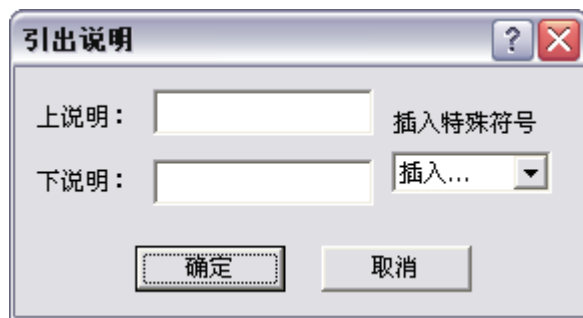 引出说明
上说明：
插入特殊符号
下说明：
插入...
确定
取消